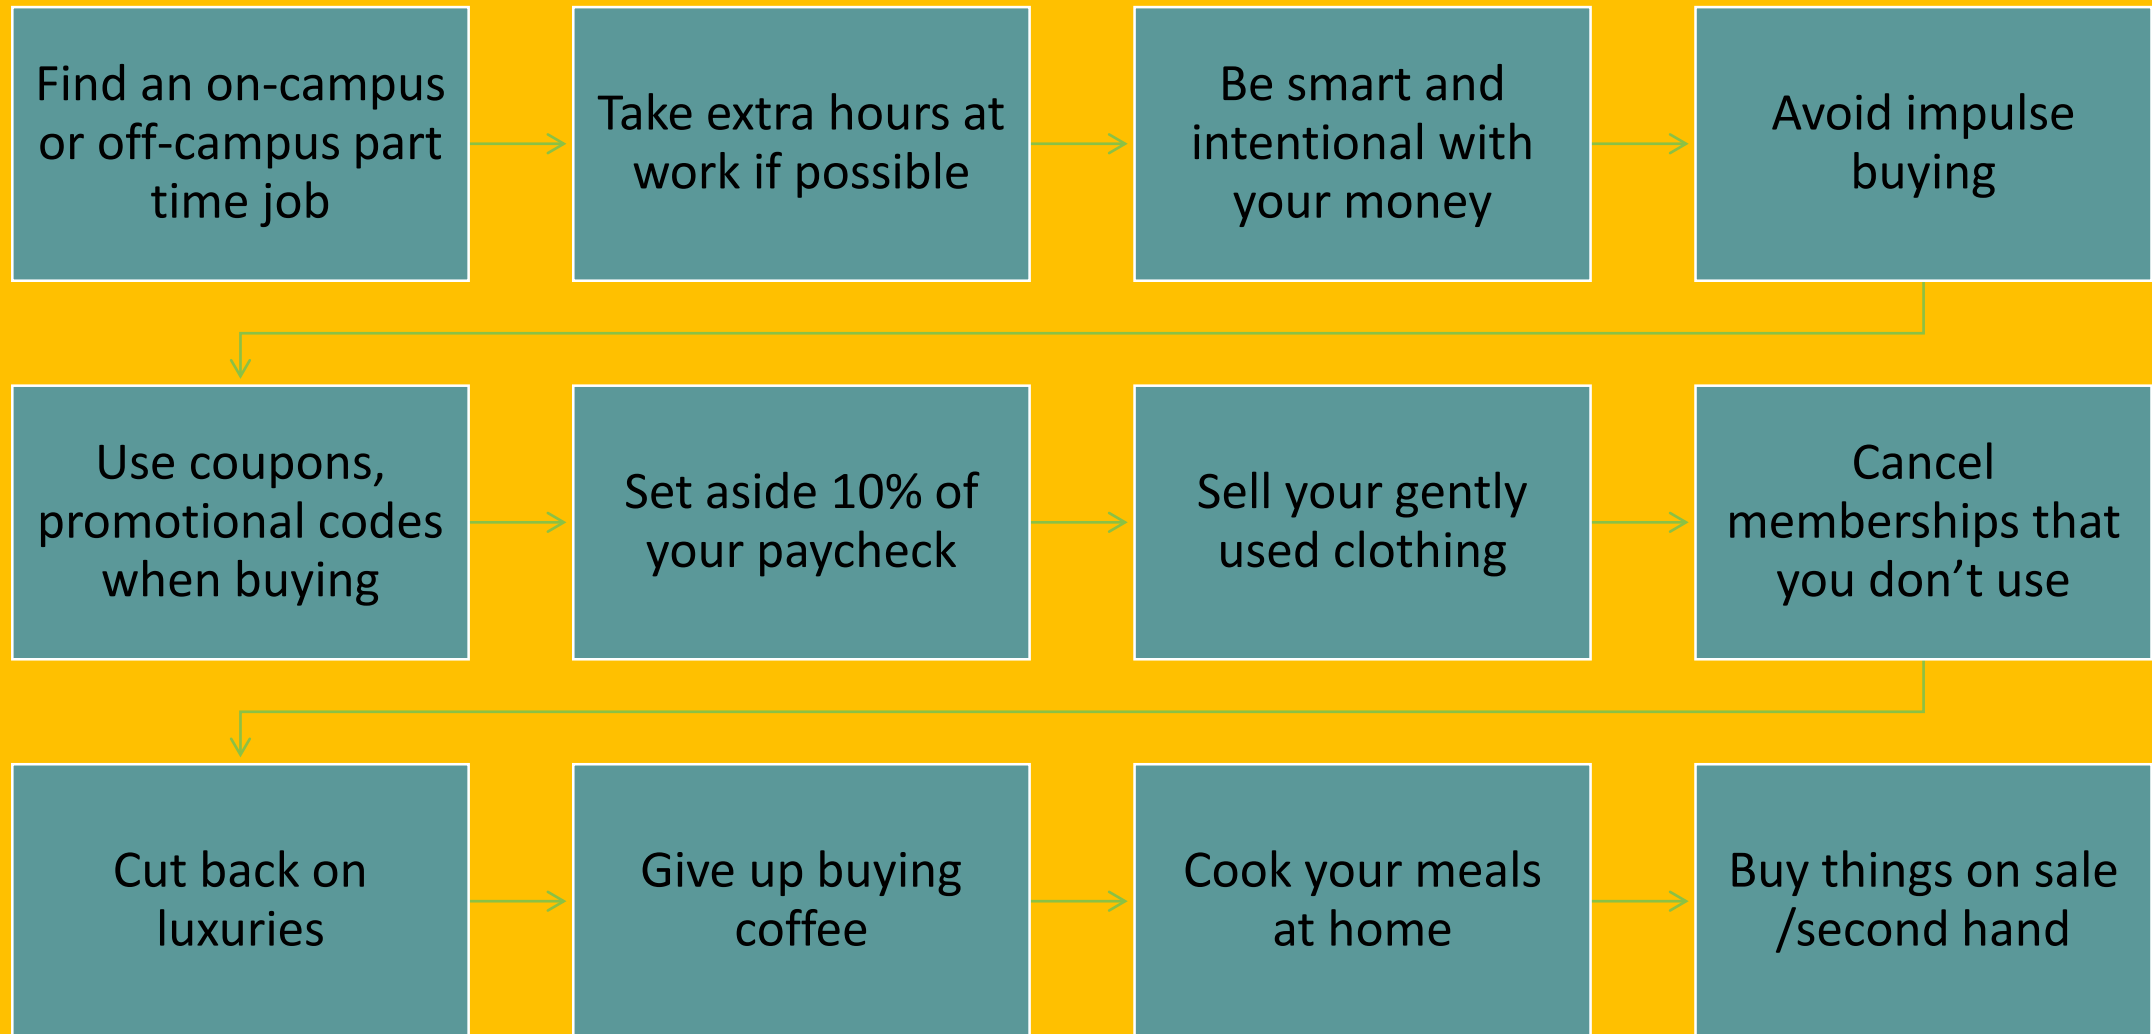 Find an on-campus
or off-campus part
time job
Take extra hours at
work if possible
Be smart and
intentional with
your money
Avoid impulse
buying
Use coupons,
promotional codes
when buying
Set aside 10% of
your paycheck
Sell your gently
used clothing
Cancel
memberships that
you don’t use
Cut back on
luxuries
Give up buying
coffee
Cook your meals
at home
Buy things on sale
/second hand